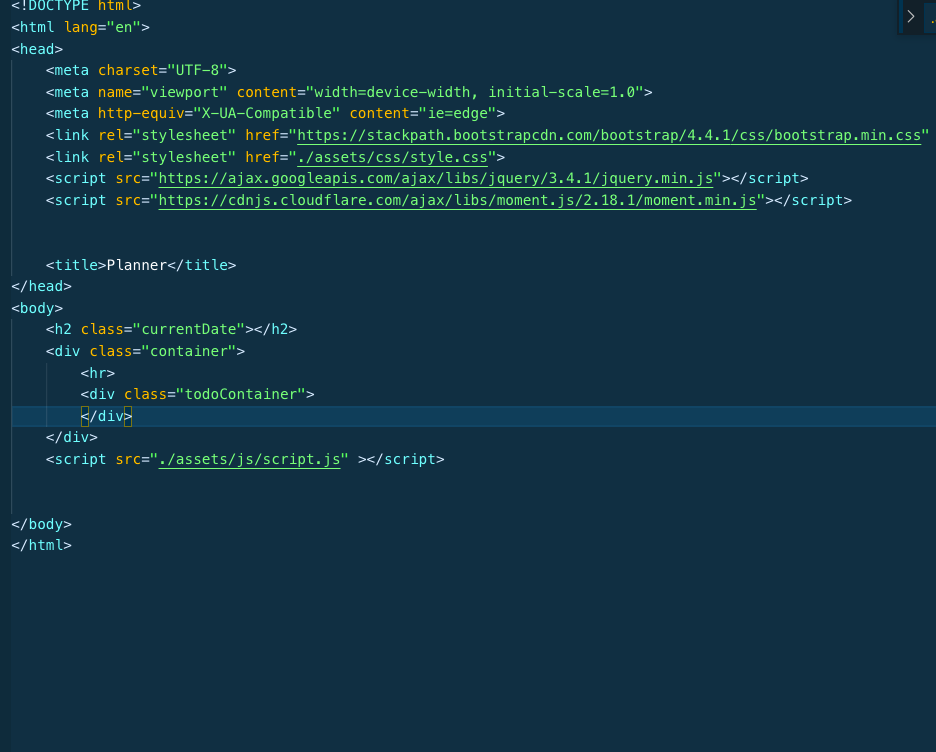 <!DOCTYPE html>
<html lang="en">
<head>
    <meta charset="UTF-8">
    <meta name="viewport" content="width=device-width, initial-scale=1.0">
    <meta http-equiv="X-UA-Compatible" content="ie=edge">
    <link rel="stylesheet" href="https://stackpath.bootstrapcdn.com/bootstrap/4.4.1/css/bootstrap.min.css"
    <link rel="stylesheet" href="./assets/css/style.css">
    <script src="https://ajax.googleapis.com/ajax/libs/jquery/3.4.1/jquery.min.js"></script>
    <script src="https://cdnjs.cloudflare.com/ajax/libs/moment.js/2.18.1/moment.min.js"></script>
    <title>Planner</title>
</head>
<body>
    <h2 class="currentDate"></h2>
    <div class="container">
        <hr>
        <div class="todoContainer">
        </div>
    </div>
    <script src="./assets/js/script.js" ></script>
</body>
</html>